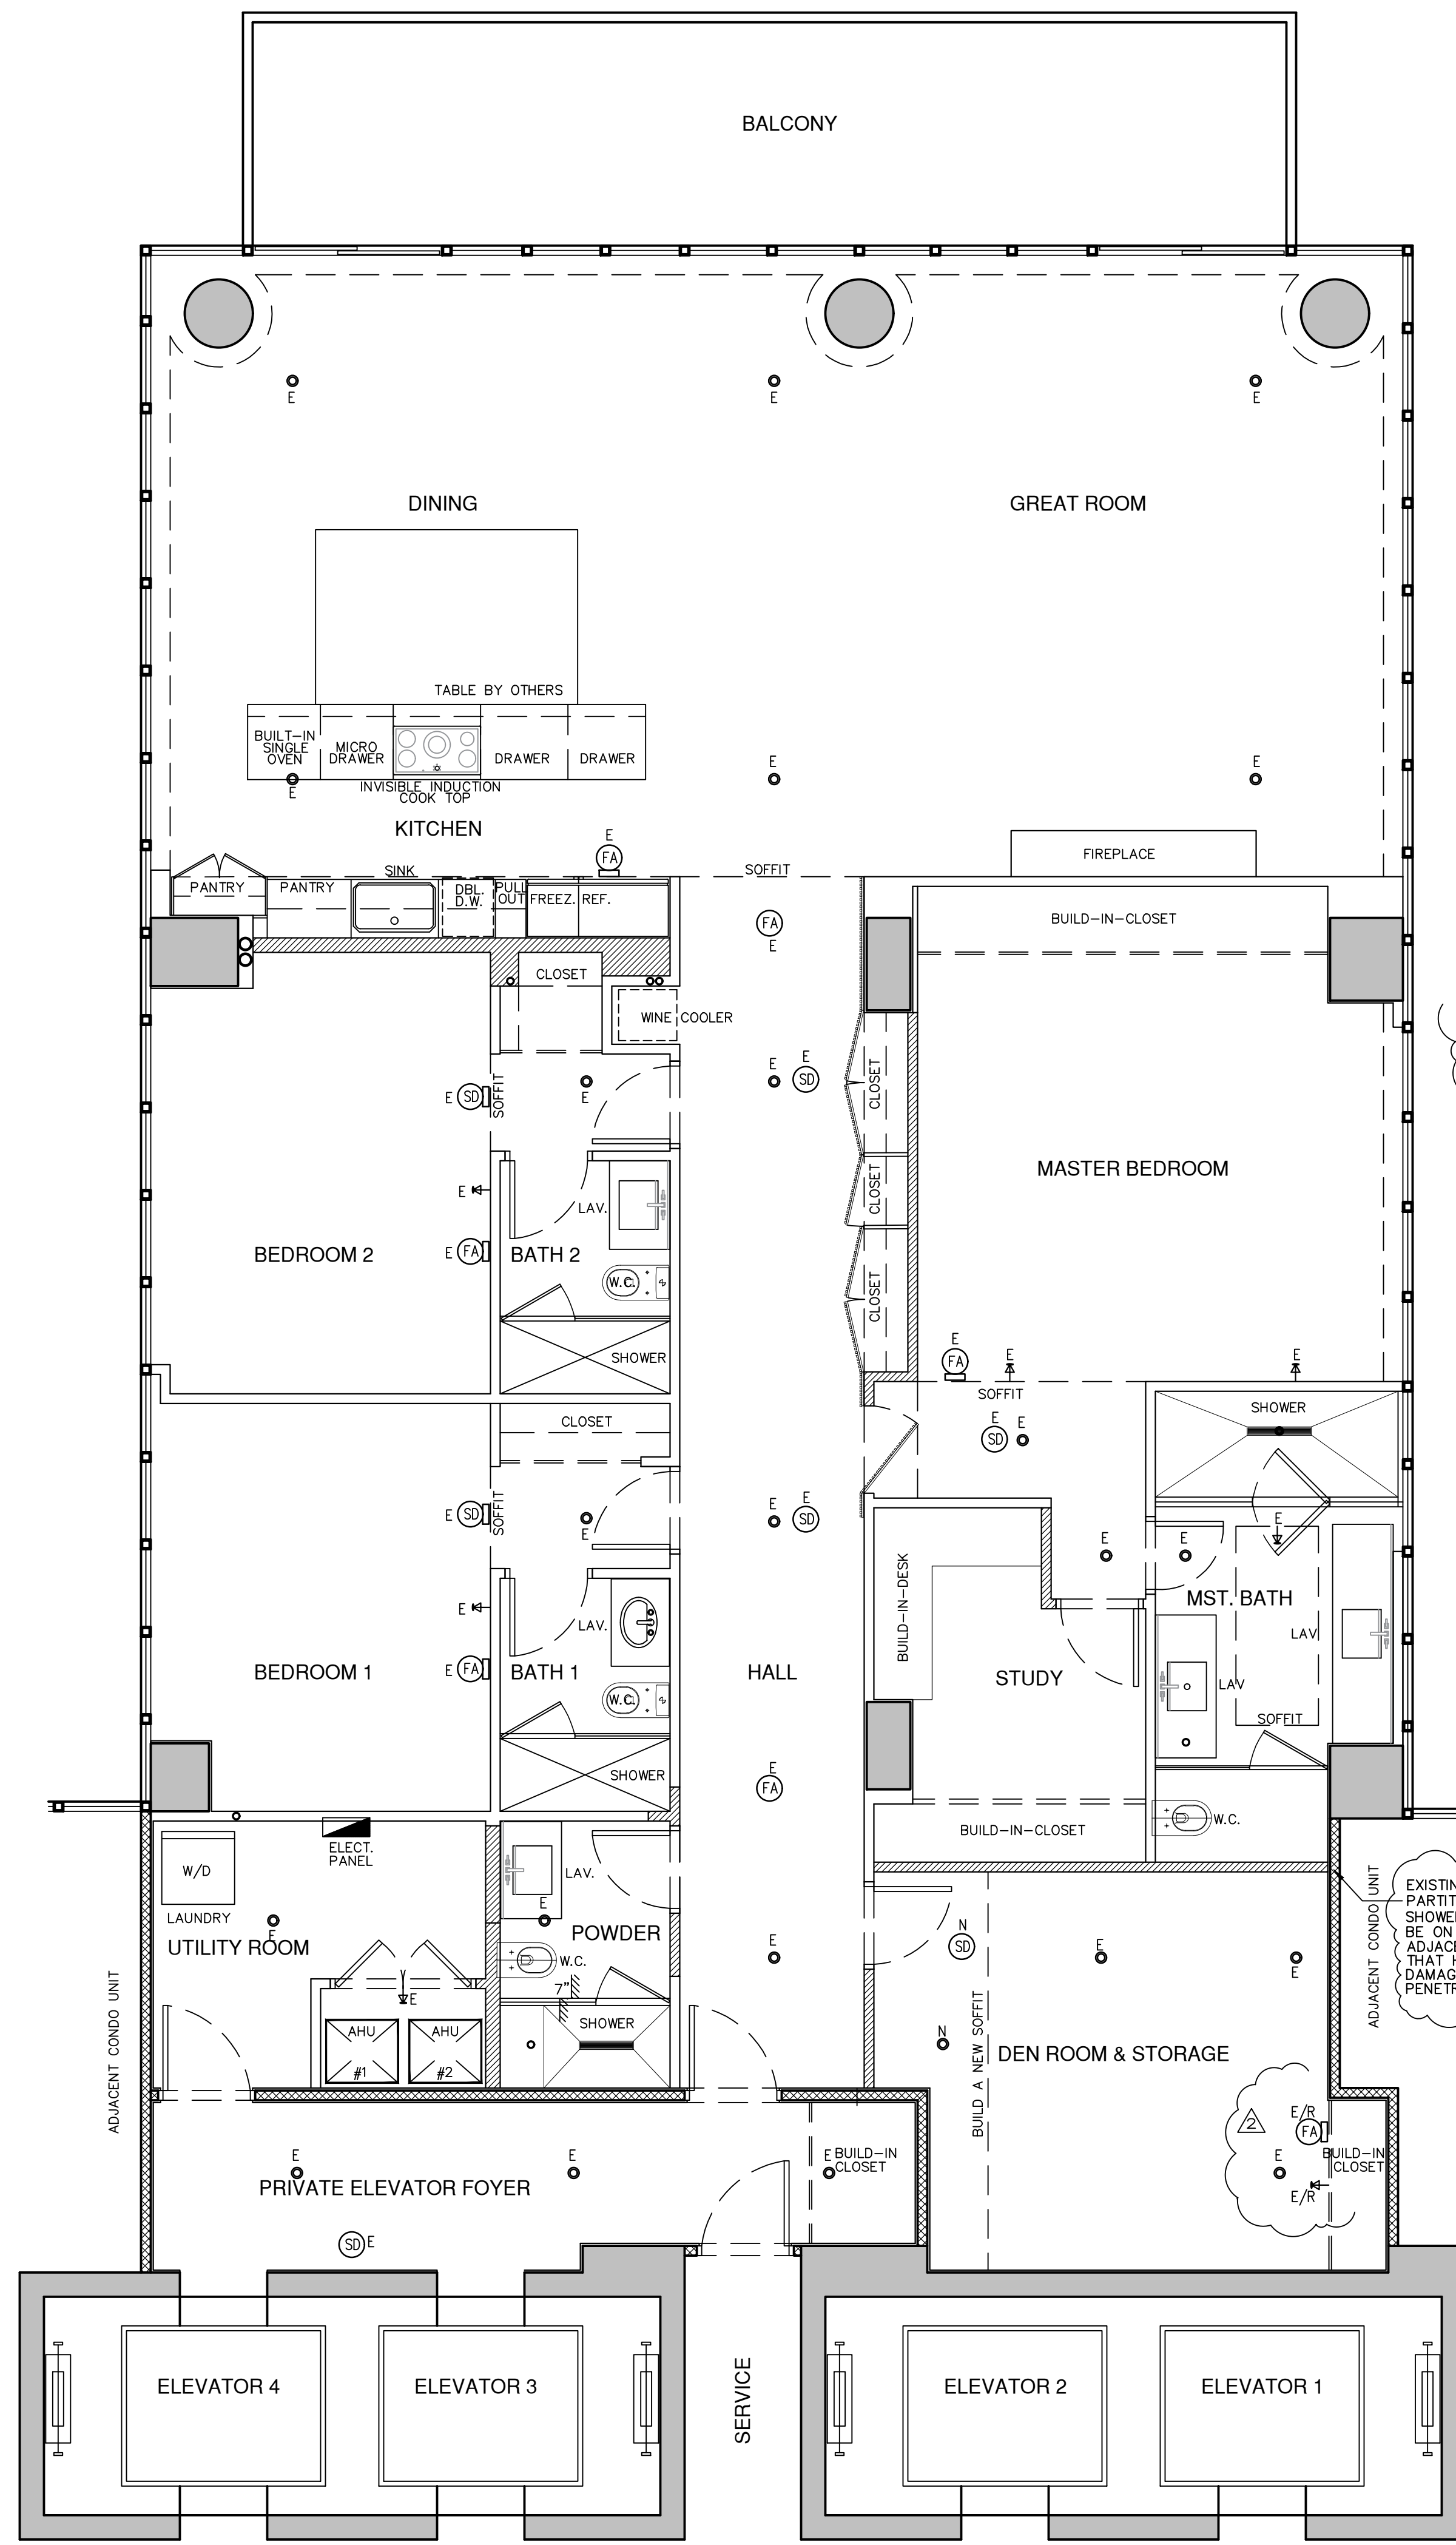 BALCONY
E
E
E
DINING
GREAT ROOM
TABLE BY OTHERS
BUILT-IN
SINGLE
OVEN
MICRO
DRAWER
DRAWER
DRAWER
E
INVISIBLE INDUCTION
COOK TOP
E
E
KITCHEN
E
FA
FIREPLACE
SOFFIT
SINK
PANTRY
PANTRY
DBL.
D.W.
PULL
OUT
FREEZ.
REF.
FA
E
BUILD-IN-CLOSET
CLOSET
WINE COOLER
E
SD
SOFFIT
E
E
E
SD
CLOSET
CLOSET
CLOSET
MASTER BEDROOM
E
LAV.
BEDROOM 2
E
FA
BATH 2
W.C.
SHOWER
E
FA
E
E
SOFFIT
CLOSET
SHOWER
E
SD
E
E
SD
SOFFIT
E
E
E
SD
E
E
E
BUILD-IN-DESK
MST. BATH
E
LAV.
LAV
BEDROOM 1
E
FA
BATH 1
HALL
STUDY
LAV
W.C.
SOFFIT
SHOWER
E
FA
W.C.
BUILD-IN-CLOSET
ELECT.
PANEL
W/D
LAV.
LAUNDRY
E
UTILITY ROOM
E
POWDER
W.C.
7"
E
E
N
SD
E
E
ADJACENT CONDO UNIT
EXISTIN
PARTIT
SHOWE
BE ON
ADJACE
THAT H
DAMAG
PENETR
AHU
#1
AHU
#2
SHOWER
N
BUILD A NEW SOFFIT
DEN ROOM & STORAGE
ADJACENT CONDO UNIT
2
E/R
FA
BUILD-IN
CLOSET
E/R
E
E
E
BUILD-IN
CLOSET
PRIVATE ELEVATOR FOYER
SD
E
ELEVATOR 4
ELEVATOR 3
SERVICE
ELEVATOR 2
ELEVATOR 1